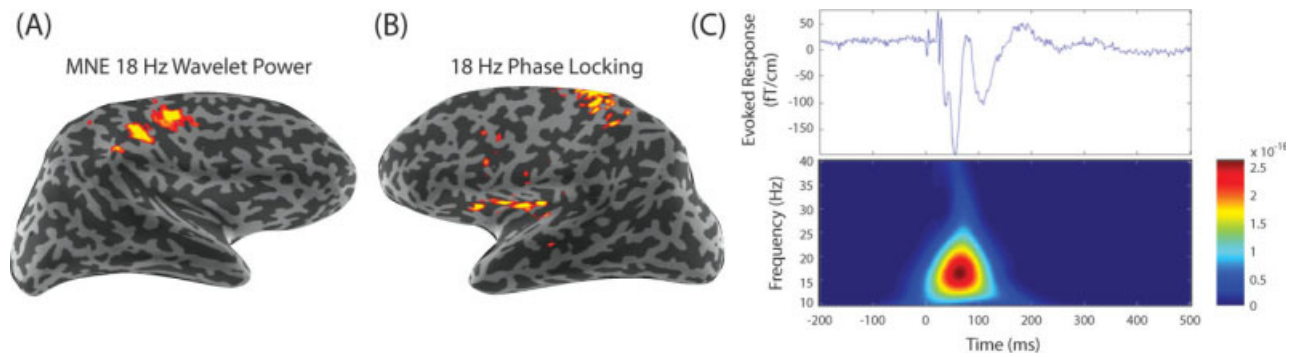 (A)
MNE 18 Hz Wavelet Power
(B)
18 Hz Phase Locking
(C)
Evoked Response
(fT/cm)
50
0
-50
-100
-150
Frequency (Hz)
40
35
30
25
20
15
10
-200
-100
0
100
200
300
400
500
Time (ms)
x 10⁻¹⁶
2.5
2
1.5
1
0.5
0